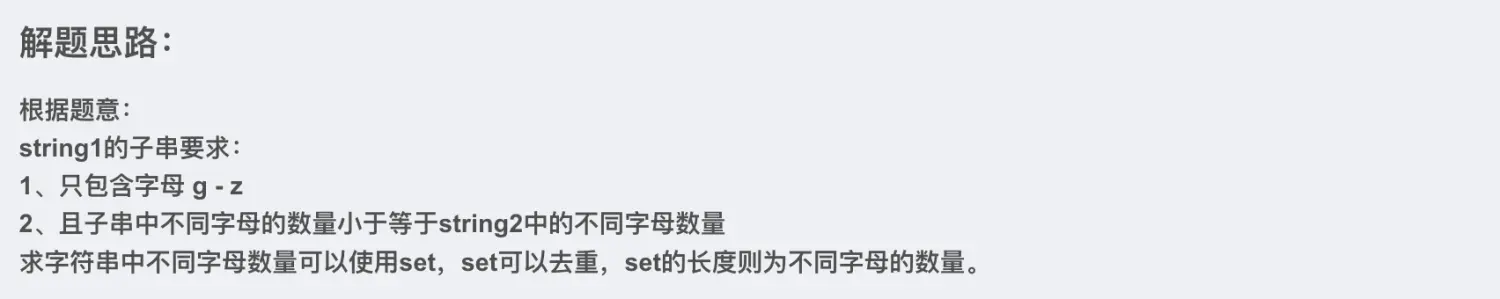 解题思路：
根据题意：
string1的子串要求：
1、只包含字母 g - z
2、且子串中不同字母的数量小于等于string2中的不同字母数量
求字符串中不同字母数量可以使用set，set可以去重，set的长度则为不同字母的数量。